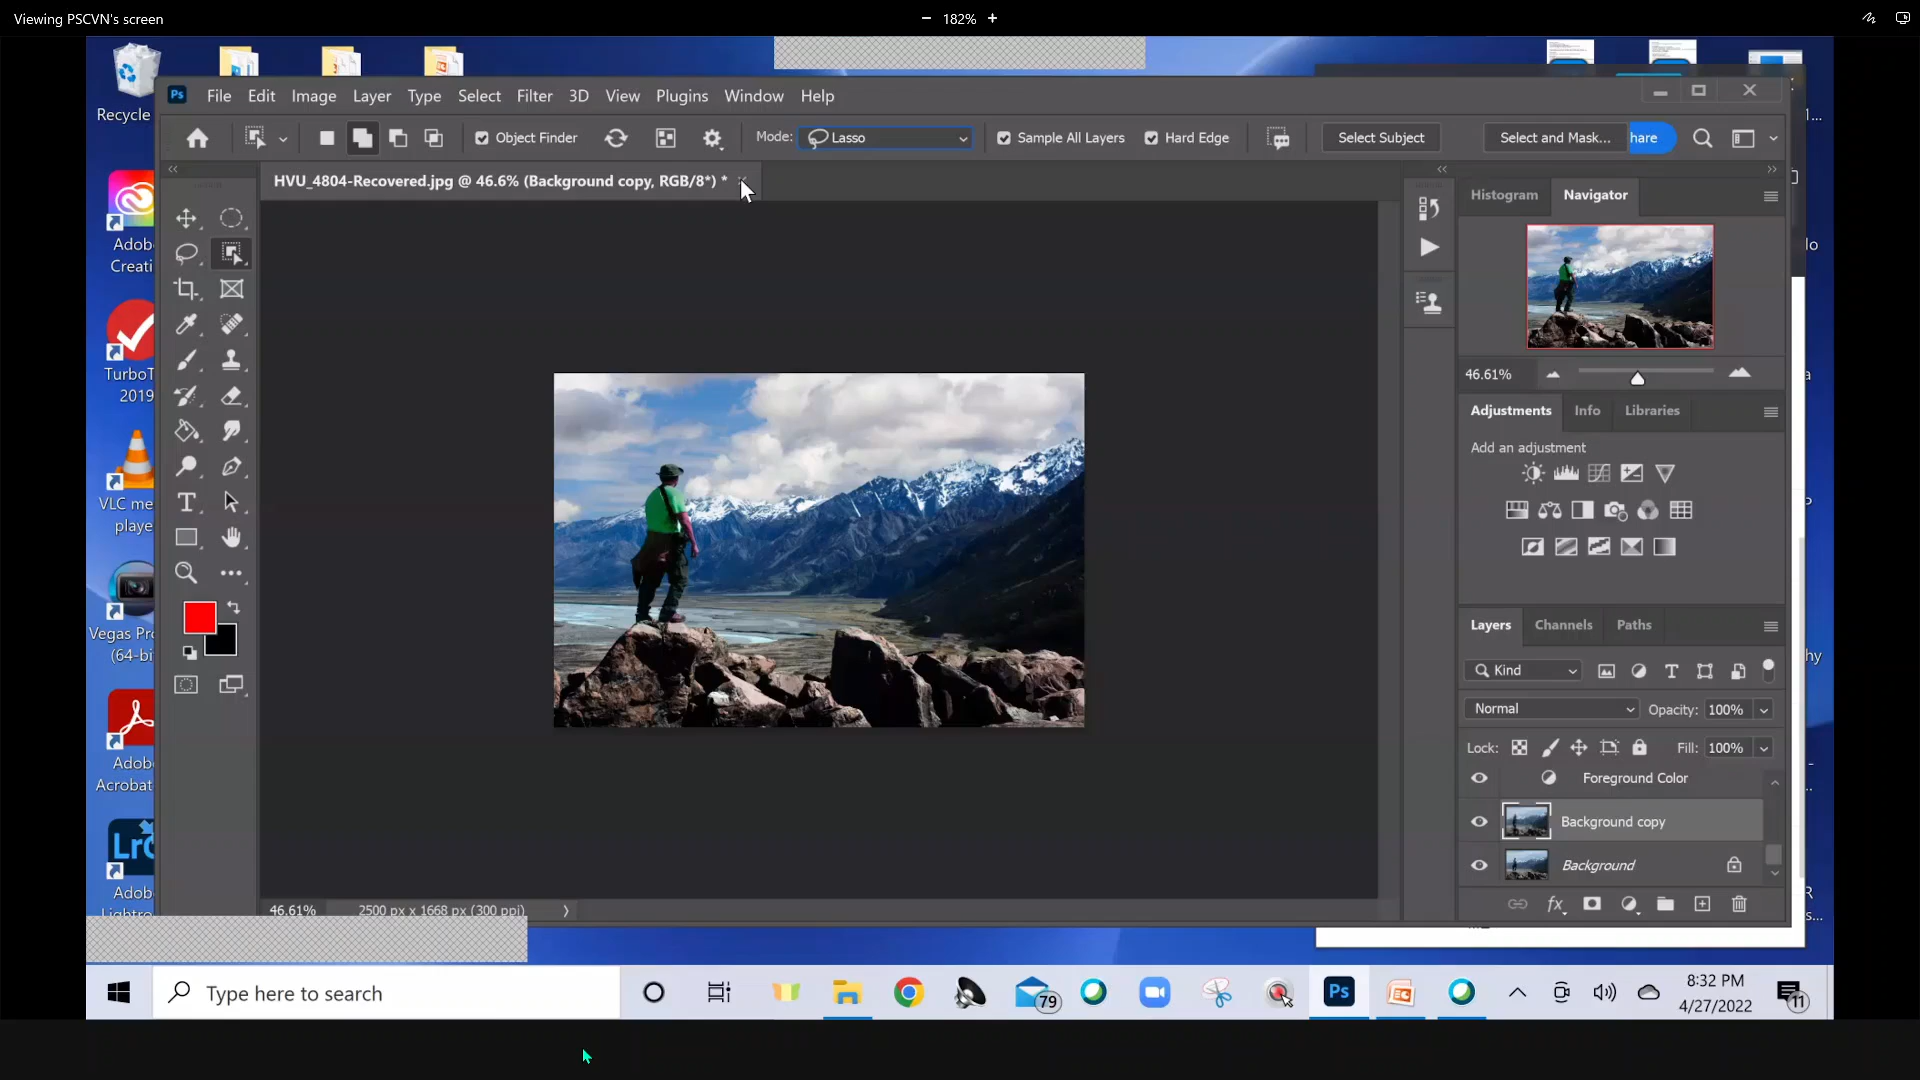 Viewing PSCVN's screen
182%
Recycle
File Edit Image Layer Type Select Filter 3D View Plugins Window Help
Object Finder
Mode: Lasso
Sample All Layers
Hard Edge
Select Subject
Select and Mask...
hare
HVU_4804-Recovered.jpg @ 46.6% (Background copy, RGB/8*) *
Histogram Navigator
46.61%
Adjustments Info Libraries
Add an adjustment
Layers Channels Paths
Kind
Normal
Opacity: 100%
Lock:
Fill: 100%
Foreground Color
Background copy
Background
46.61% 2500 px x 1668 px (300 ppi)
Adob
Creati
TurboT
2019
VLC me
playe
Vegas Pr
(64-bi
Adob
Acrobat
Lrc
Adob
Lightro
Ps
T
fx
Type here to search
79
Ps
8:32 PM
4/27/2022
11